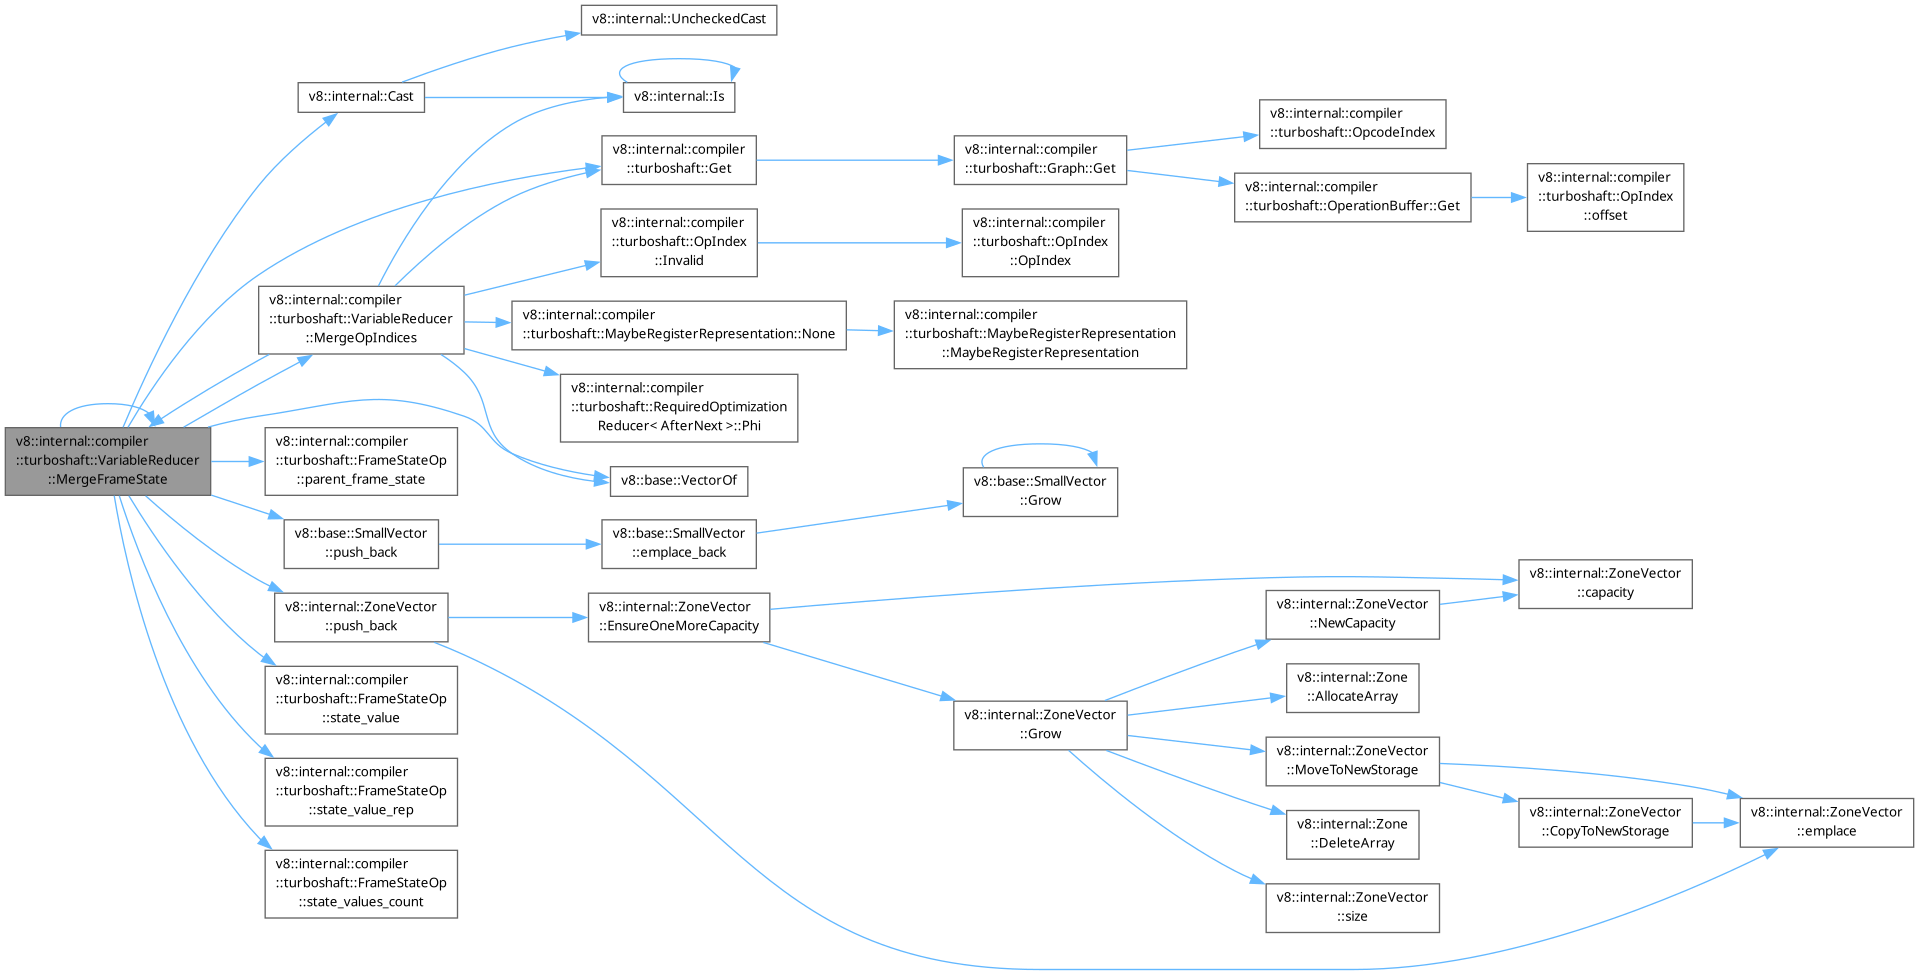 v8::internal::UncheckedCast
v8::internal::Cast
v8::internal::Is
v8::internal::compiler
::turboshaft::OpcodeIndex
v8::internal::compiler
::turboshaft::Get
v8::internal::compiler
::turboshaft::Graph::Get
v8::internal::compiler
::turboshaft::OperationBuffer::Get
v8::internal::compiler
::turboshaft::OpIndex
::offset
v8::internal::compiler
::turboshaft::OpIndex
::Invalid
v8::internal::compiler
::turboshaft::OpIndex
::OpIndex
v8::internal::compiler
::turboshaft::VariableReducer
::MergeOpIndices
v8::internal::compiler
::turboshaft::MaybeRegisterRepresentation::None
v8::internal::compiler
::turboshaft::MaybeRegisterRepresentation
::MaybeRegisterRepresentation
v8::internal::compiler
::turboshaft::RequiredOptimization
Reducer< AfterNext >::Phi
v8::internal::compiler
::turboshaft::VariableReducer
::MergeFrameState
v8::internal::compiler
::turboshaft::FrameStateOp
::parent_frame_state
v8::base::VectorOf
v8::base::SmallVector
::Grow
v8::base::SmallVector
::push_back
v8::base::SmallVector
::emplace_back
v8::internal::ZoneVector
::push_back
v8::internal::ZoneVector
::EnsureOneMoreCapacity
v8::internal::ZoneVector
::NewCapacity
v8::internal::ZoneVector
::capacity
v8::internal::compiler
::turboshaft::FrameStateOp
::state_value
v8::internal::ZoneVector
::Grow
v8::internal::Zone
::AllocateArray
v8::internal::ZoneVector
::MoveToNewStorage
v8::internal::compiler
::turboshaft::FrameStateOp
::state_value_rep
v8::internal::Zone
::DeleteArray
v8::internal::ZoneVector
::CopyToNewStorage
v8::internal::ZoneVector
::emplace
v8::internal::compiler
::turboshaft::FrameStateOp
::state_values_count
v8::internal::ZoneVector
::size